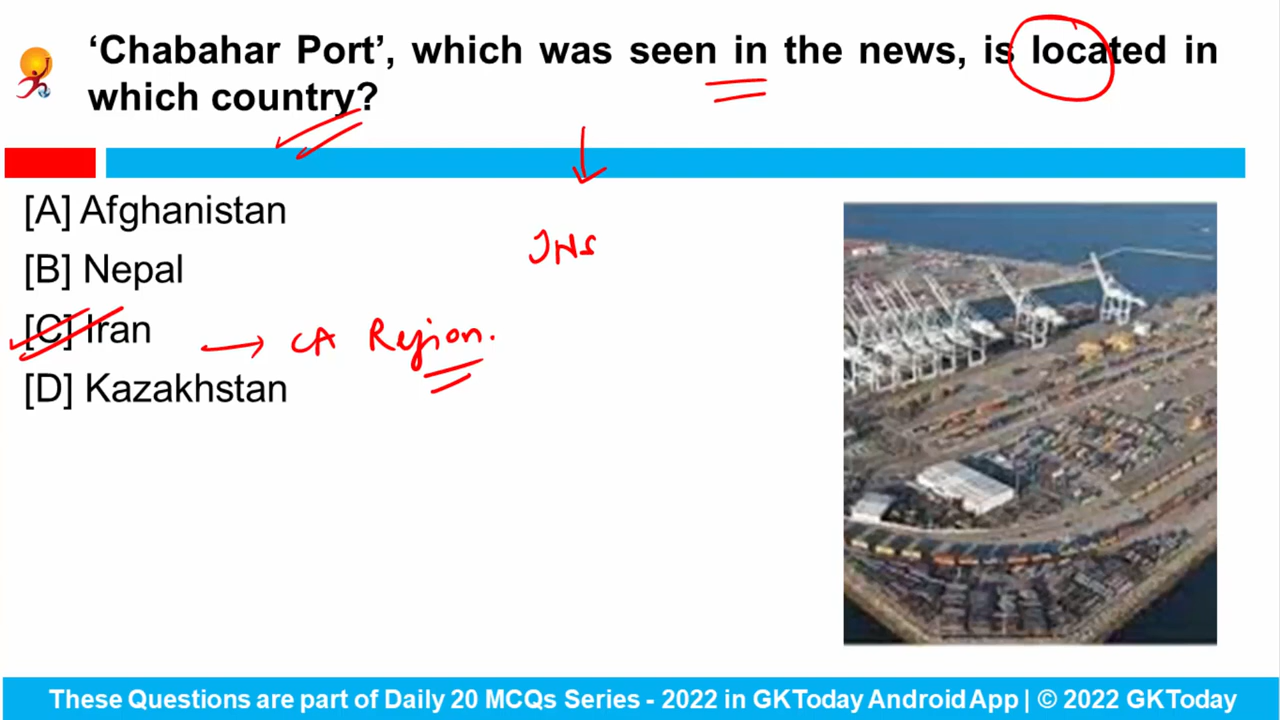 ‘Chabahar Port’, which was seen in the news, is located in
which country?
[A] Afghanistan
INS
[B] Nepal
[C] Iran
CA Region.
[D] Kazakhstan
These Questions are part of Daily 20 MCQs Series - 2022 in GKToday Android App | © 2022 GKToday